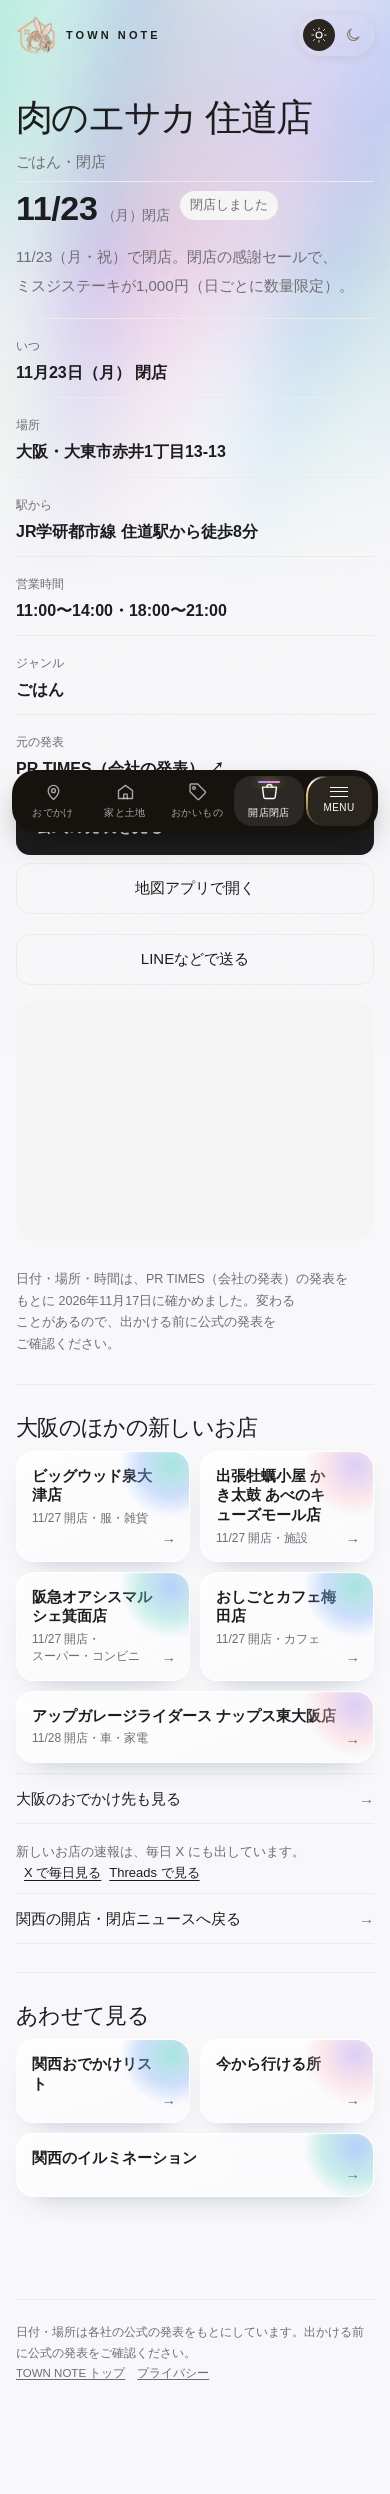 TOWN NOTE
肉のエサカ 住道店
ごはん・閉店
11/23 （月）閉店 閉店しました
11/23（月・祝）で閉店。閉店の感謝セールで、
ミスジステーキが1,000円（日ごとに数量限定）。
いつ
11月23日（月） 閉店
場所
大阪・大東市赤井1丁目13-13
駅から
JR学研都市線 住道駅から徒歩8分
営業時間
11:00〜14:00・18:00〜21:00
ジャンル
ごはん
元の発表
PR TIMES（会社の発表）↗
おでかけ 家と土地 おかいもの 開店閉店 MENU
地図アプリで開く
LINEなどで送る
日付・場所・時間は、PR TIMES（会社の発表）の発表を
もとに 2026年11月17日に確かめました。変わる
ことがあるので、出かける前に公式の発表を
ご確認ください。
大阪のほかの新しいお店
ビッグウッド泉大
津店
11/27 開店・服・雑貨
→
出張牡蠣小屋 か
き太鼓 あべのキ
ューズモール店
11/27 開店・施設
→
阪急オアシスマル
シェ箕面店
11/27 開店・
スーパー・コンビニ
→
おしごとカフェ梅
田店
11/27 開店・カフェ
→
アップガレージライダース ナップス東大阪店
11/28 開店・車・家電
→
大阪のおでかけ先も見る →
新しいお店の速報は、毎日 X にも出しています。
X で毎日見る Threads で見る
関西の開店・閉店ニュースへ戻る →
あわせて見る
関西おでかけリス
ト
→
今から行ける所
→
関西のイルミネーション
→
日付・場所は各社の公式の発表をもとにしています。出かける前
に公式の発表をご確認ください。
TOWN NOTE トップ プライバシー